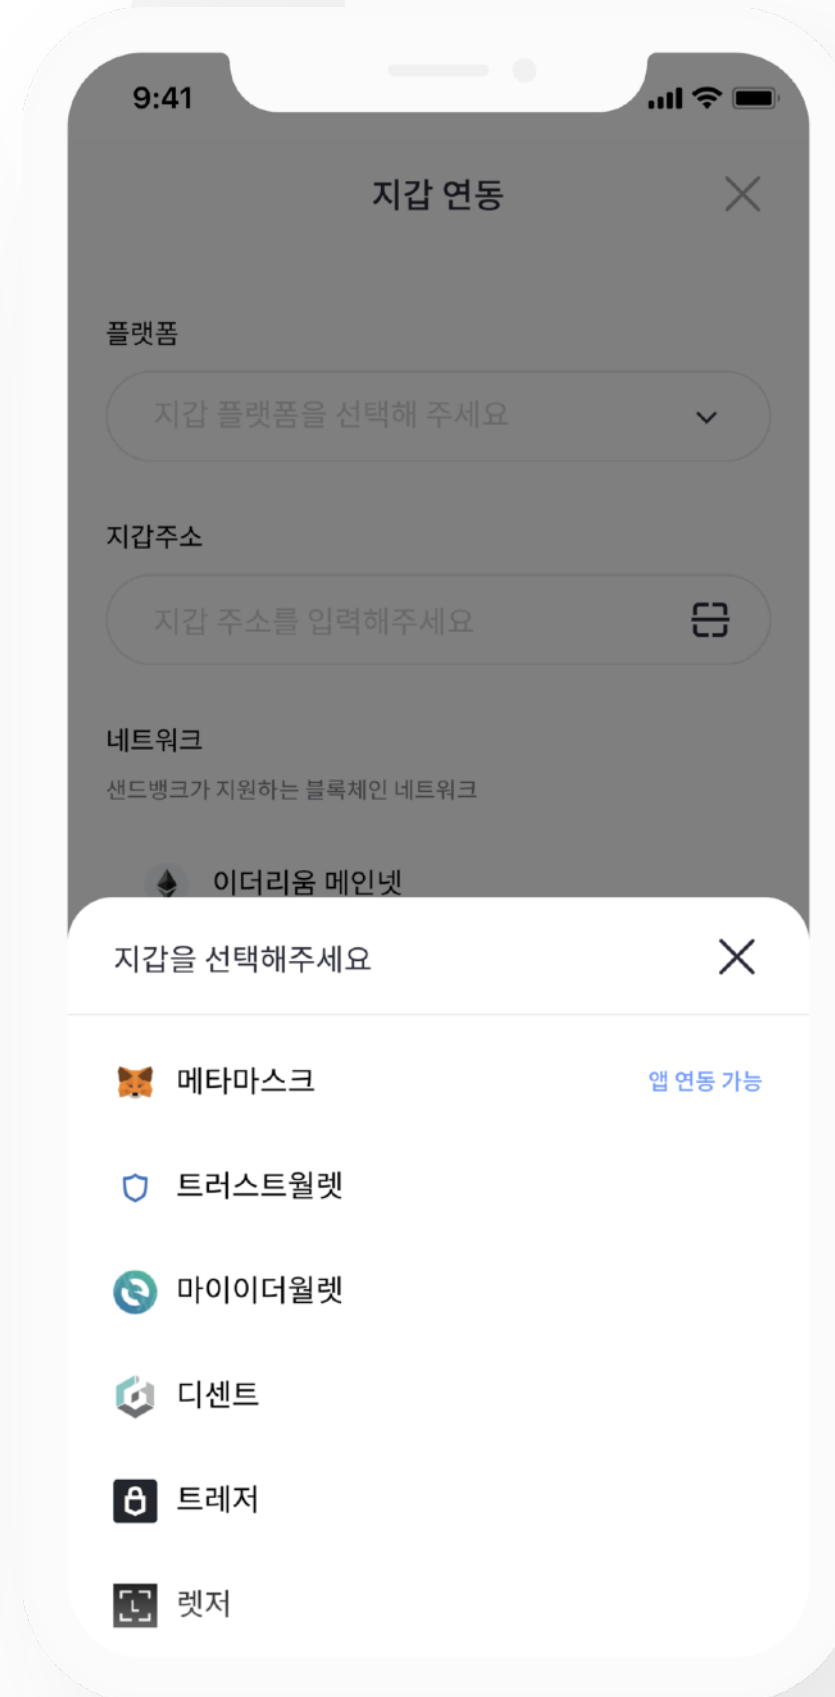 9:41
지갑 연동
플랫폼
지갑 플랫폼을 선택해 주세요
지갑주소
지갑 주소를 입력해주세요
네트워크
샌드뱅크가 지원하는 블록체인 네트워크
이더리움 메인넷
지갑을 선택해주세요
메타마스크 앱 연동 가능
트러스트월렛
마이이더월렛
디센트
트레저
렛저